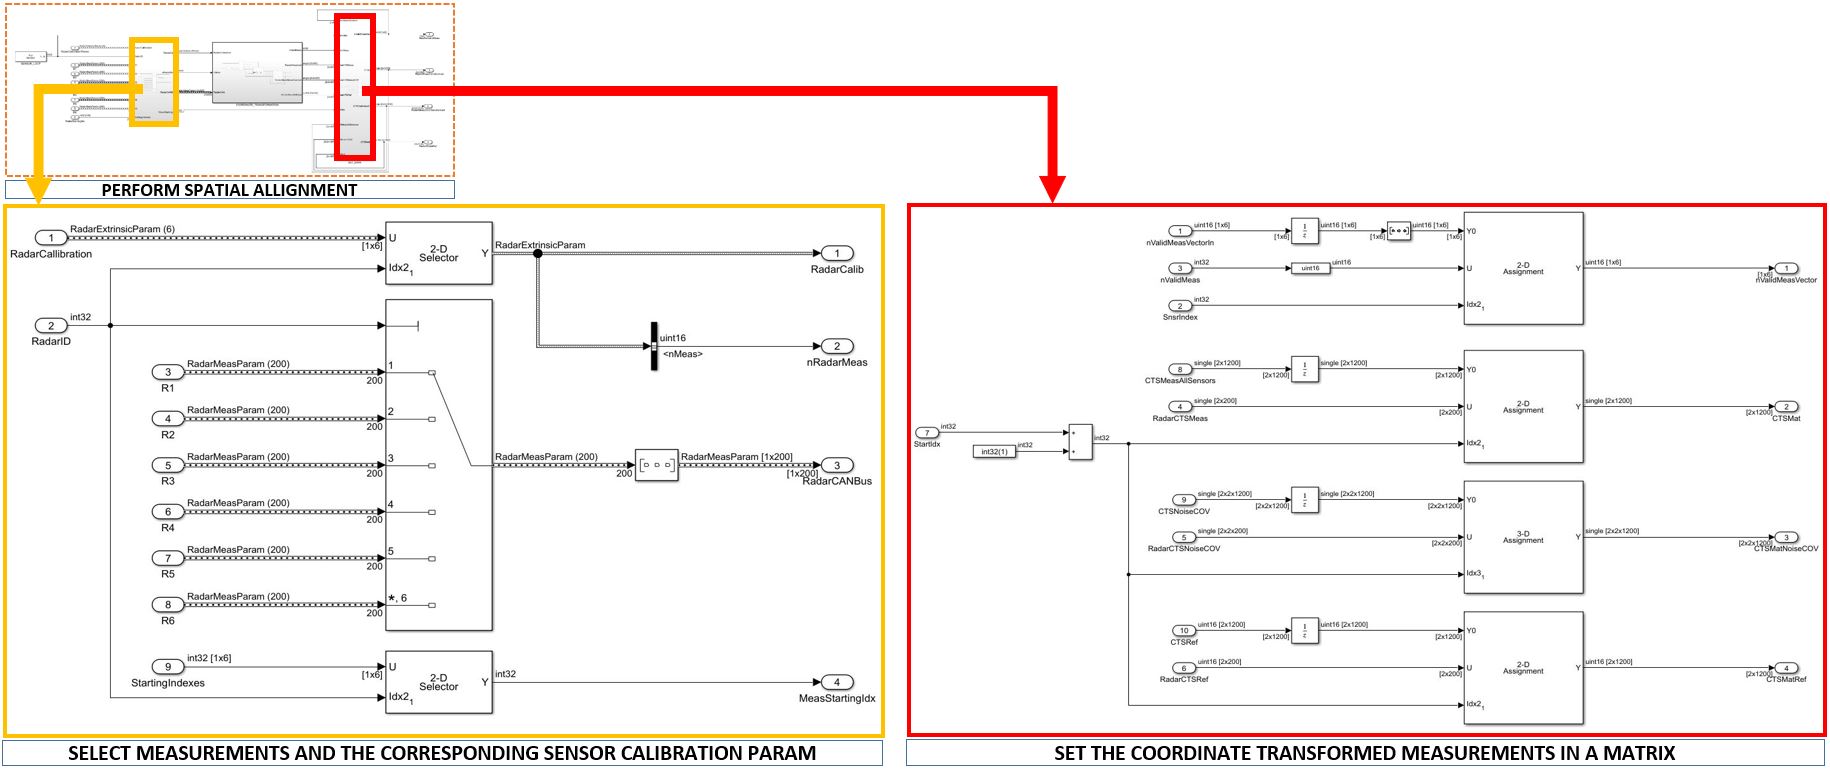 PERFORM SPATIAL ALLIGNMENT
1
RadarCallibration
RadarExtrinsicParam (6)
[1x6]
U
2-D
Selector
Y
Idx2 1
RadarExtrinsicParam
1
RadarCalib
2
RadarID
int32
uint16
<nMeas>
2
nRadarMeas
3
R1
RadarMeasParam (200)
200
1
4
R2
RadarMeasParam (200)
200
2
5
R3
RadarMeasParam (200)
200
3
6
R4
RadarMeasParam (200)
200
4
7
R5
RadarMeasParam (200)
200
5
8
R6
RadarMeasParam (200)
200
*, 6
RadarMeasParam (200)
200
RadarMeasParam [1x200]
[1x200]
3
RadarCANBus
9
StartingIndexes
int32 [1x6]
[1x6]
U
2-D
Selector
Y
Idx2 1
int32
4
MeasStartingIdx
SELECT MEASUREMENTS AND THE CORRESPONDING SENSOR CALIBRATION PARAM
1
nValidMeasVectorIn
uint16 [1x6]
[1x6]
1
z
uint16 [1x6]
[1x6]
uint16 [1x6]
[1x6]
Y0
3
nValidMeas
int32
uint16
uint16
U
2-D
Assignment
Y
uint16 [1x6]
[1x6]
1
nValidMeasVector
2
SnsrIndex
int32
Idx2 1
8
CTSMeasAllSensors
single [2x1200]
[2x1200]
1
z
single [2x1200]
[2x1200]
Y0
4
RadarCTSMeas
single [2x200]
[2x200]
U
2-D
Assignment
Y
single [2x1200]
[2x1200]
2
CTSMat
7
StartIdx
int32
int32(1)
int32
+
+
int32
Idx2 1
9
CTSNoiseCOV
single [2x2x1200]
[2x2x1200]
1
z
single [2x2x1200]
[2x2x1200]
Y0
5
RadarCTSNoiseCOV
single [2x2x200]
[2x2x200]
U
3-D
Assignment
Y
single [2x2x1200]
[2x2x1200]
3
CTSMatNoiseCOV
Idx3 1
10
CTSRef
uint16 [2x1200]
[2x1200]
1
z
uint16 [2x1200]
[2x1200]
Y0
6
RadarCTSRef
uint16 [2x200]
[2x200]
U
2-D
Assignment
Y
uint16 [2x1200]
[2x1200]
4
CTSMatRef
Idx2 1
SET THE COORDINATE TRANSFORMED MEASUREMENTS IN A MATRIX